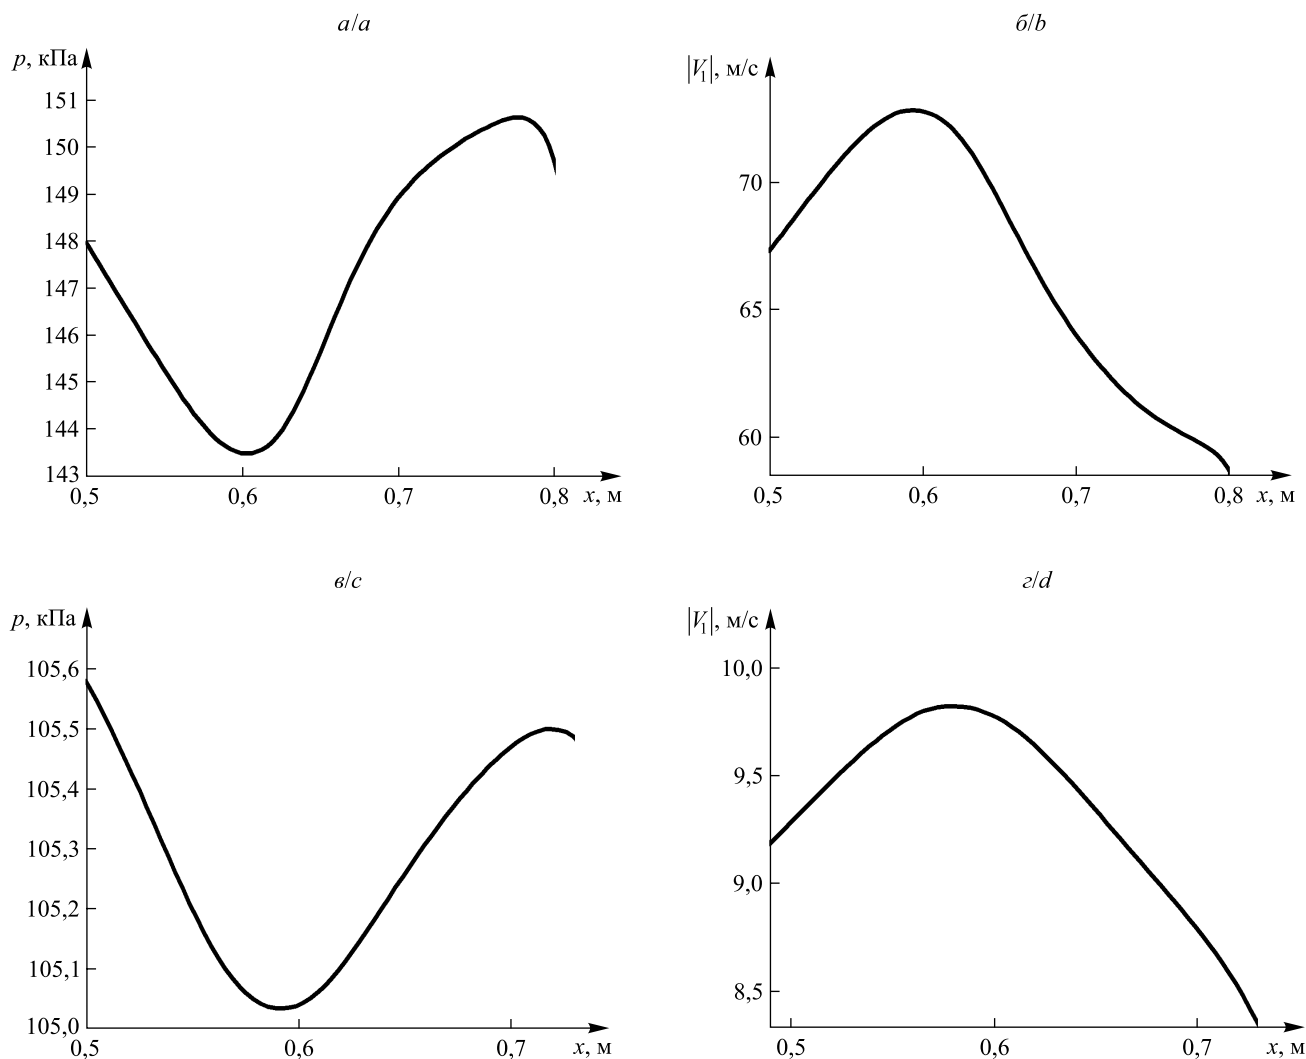 а/a
p, кПа
151
150
149
148
147
146
145
144
143
0,5 0,6 0,7 0,8 x, м
б/b
|V₁|, м/с
70
65
60
0,5 0,6 0,7 0,8 x, м
в/c
p, кПа
105,6
105,5
105,4
105,3
105,2
105,1
105,0
0,5 0,6 0,7 x, м
г/d
|V₁|, м/с
10,0
9,5
9,0
8,5
0,5 0,6 0,7 x, м